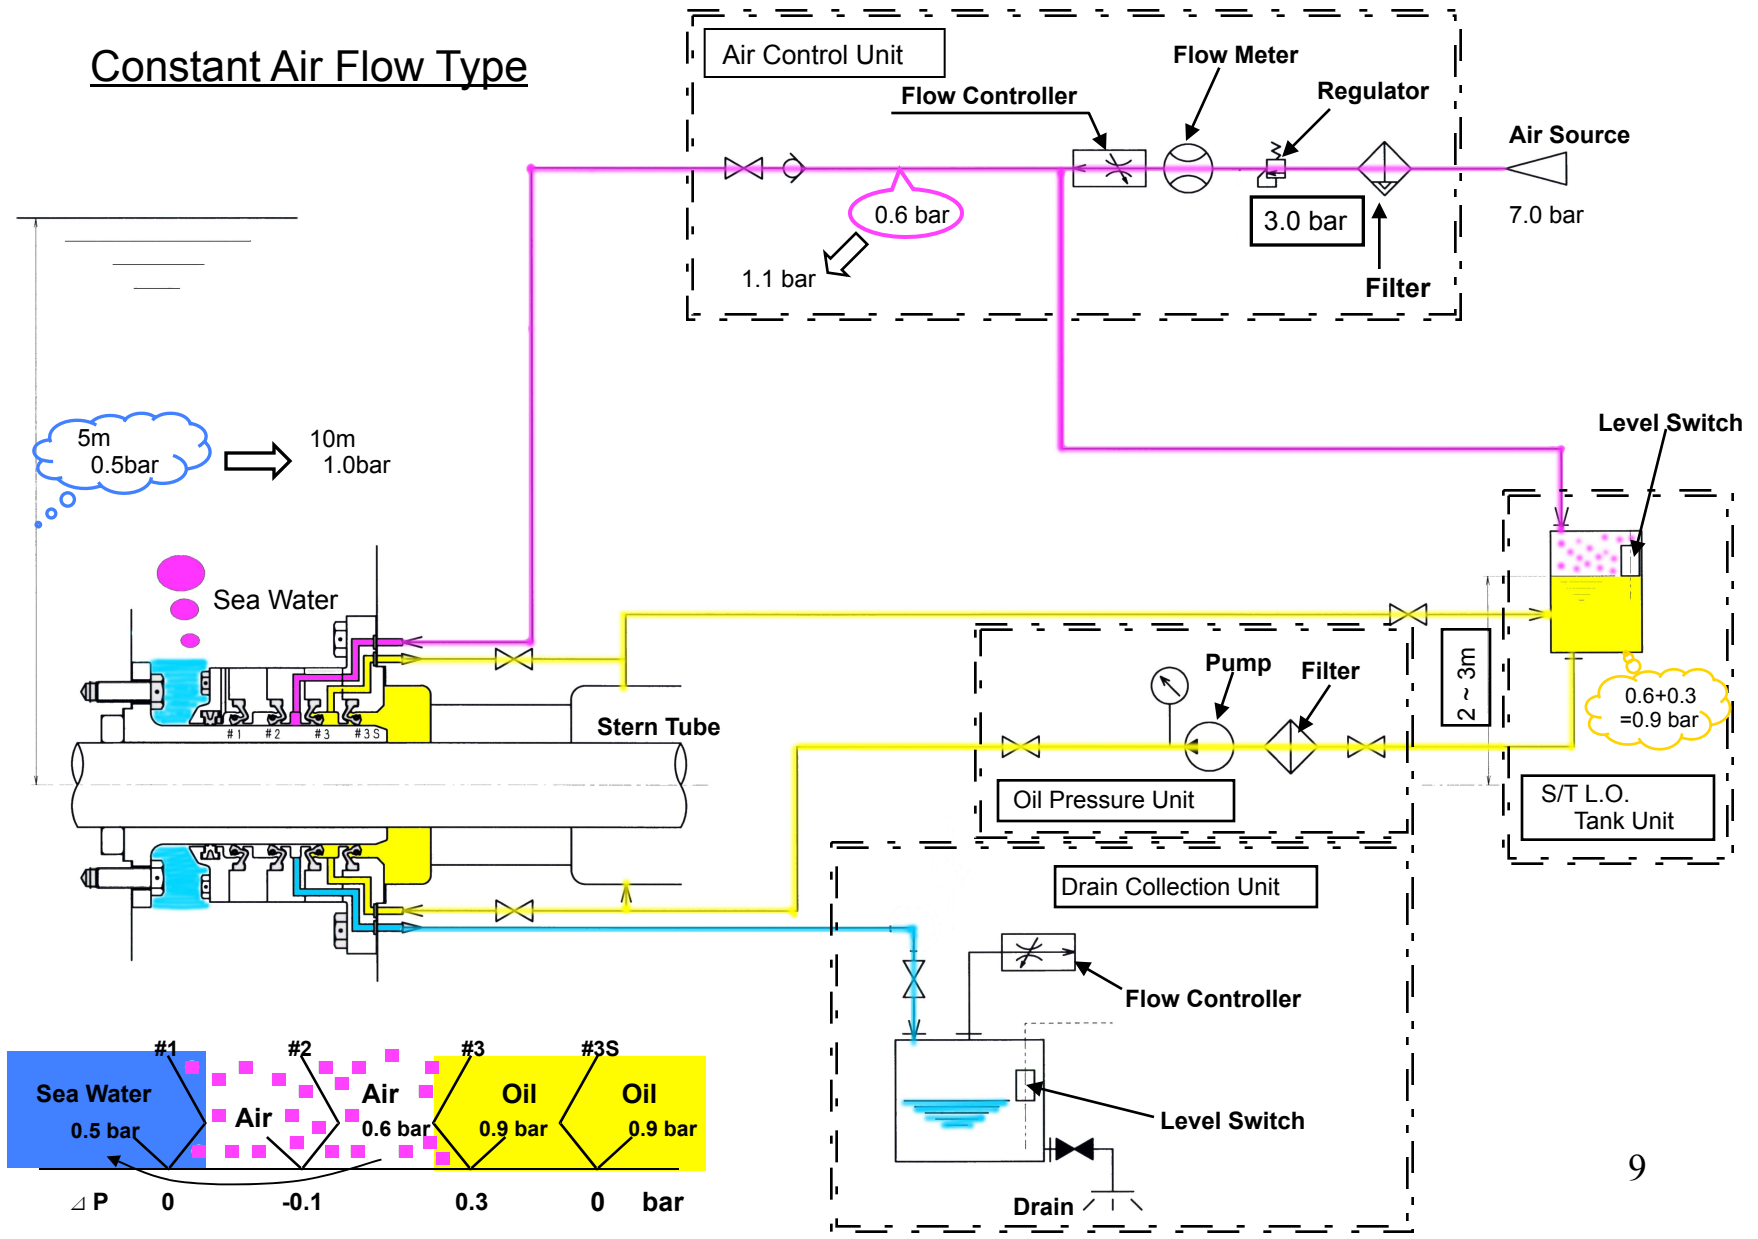 Constant Air Flow Type
Air Control Unit
Flow Meter
Flow Controller
Regulator
Air Source
0.6 bar
3.0 bar
7.0 bar
1.1 bar
Filter
5m
0.5bar
10m
1.0bar
Level Switch
Sea Water
Pump
Filter
2 ~ 3m
0.6+0.3
=0.9 bar
Stern Tube
#1
#2
#3
#3S
Oil Pressure Unit
S/T L.O.
Tank Unit
Drain Collection Unit
Flow Controller
Level Switch
Drain
#1
#2
#3
#3S
Sea Water
Air
Air
Oil
Oil
0.5 bar
0.6 bar
0.9 bar
0.9 bar
⊿ P
0
-0.1
0.3
0
bar
9